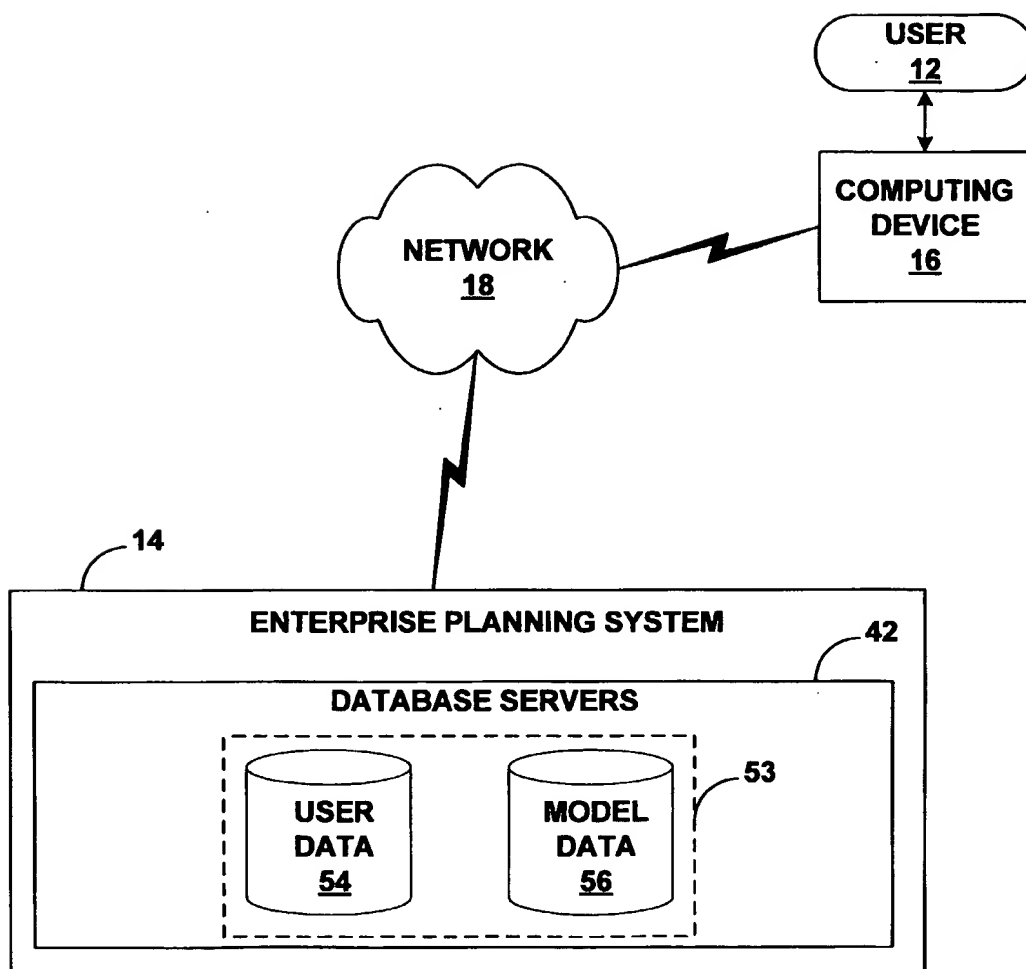 USER
12
COMPUTING
DEVICE
16
NETWORK
18
14
ENTERPRISE PLANNING SYSTEM
42
DATABASE SERVERS
53
USER
DATA
54
MODEL
DATA
56